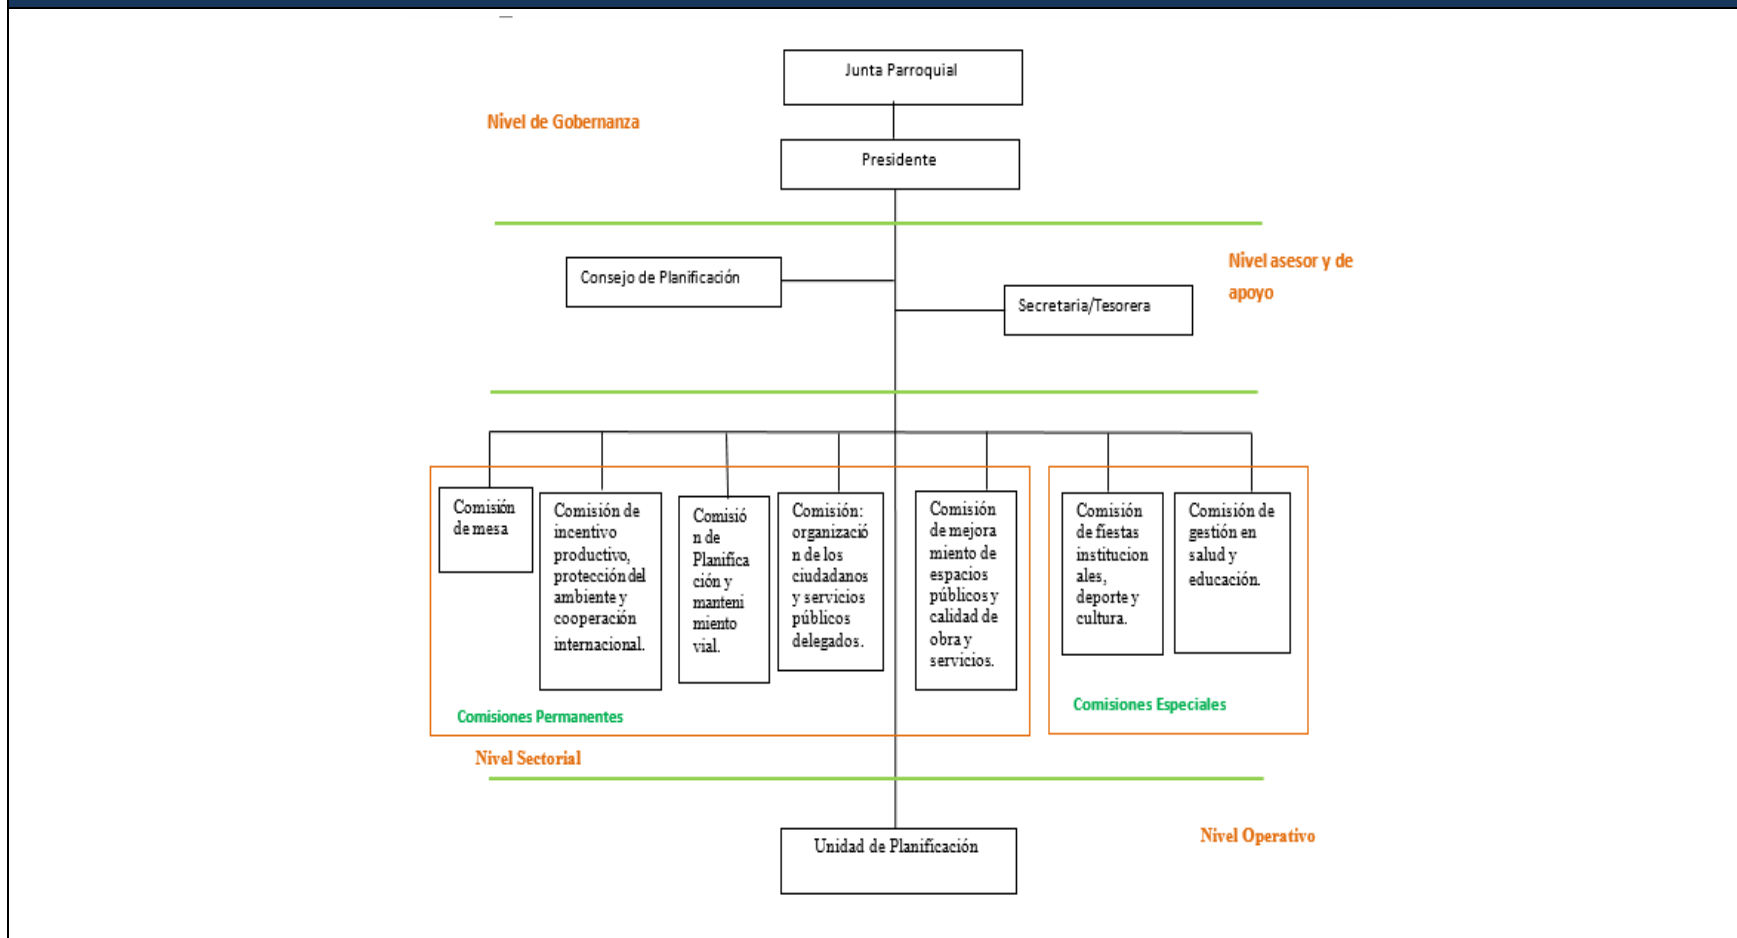 Junta Parroquial
Nivel de Gobernanza
Presidente
Nivel asesor y de
apoyo
Consejo de Planificación
Secretaria/Tesorera
Comisión
de mesa
Comisión de
incentivo
productivo,
protección del
ambiente y
cooperación
internacional.
Comisió
n de
Planifica
ción y
manteni
miento
vial.
Comisión:
organizació
n de los
ciudadanos
y servicios
públicos
delegados.
Comisión
de mejora
miento de
espacios
públicos y
calidad de
obra y
servicios.
Comisión
de fiestas
institucion
ales,
deporte y
cultura.
Comisión de
gestión en
salud y
educación.
Comisiones Permanentes
Comisiones Especiales
Nivel Sectorial
Nivel Operativo
Unidad de Planificación